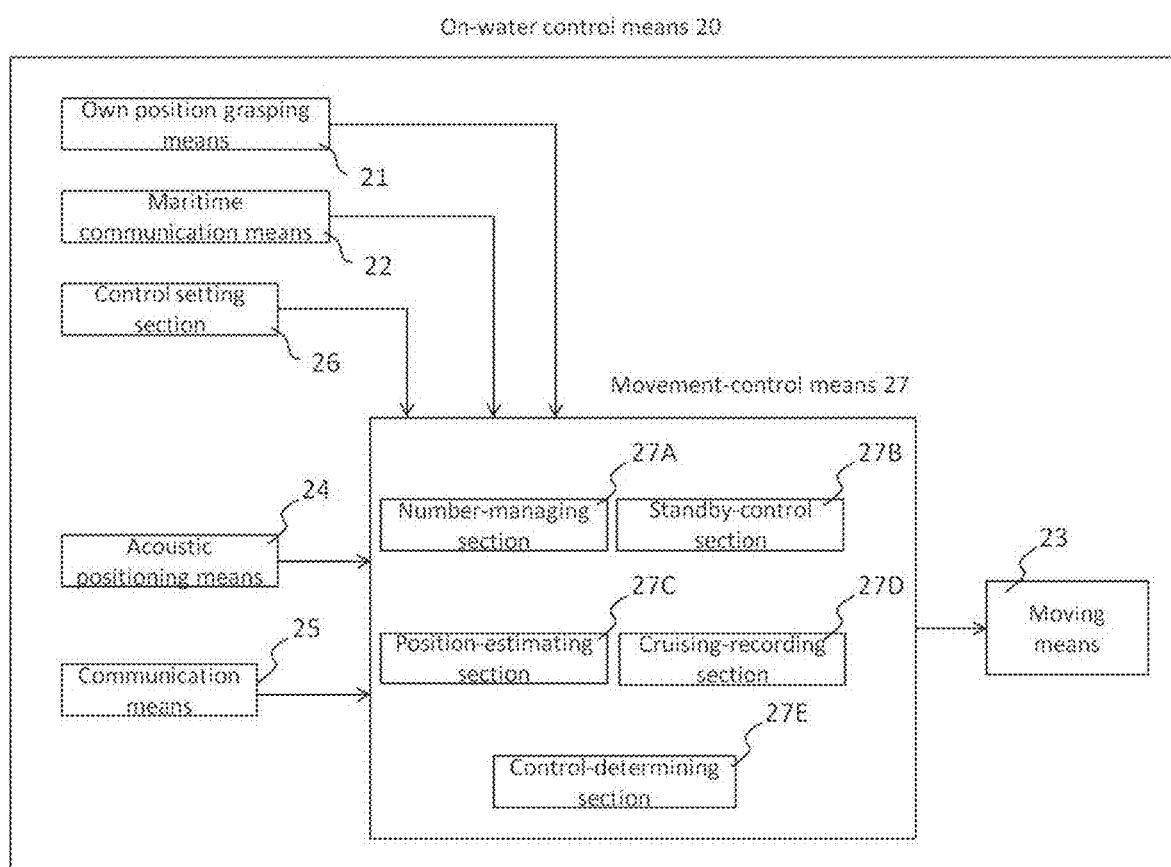 On-water control means 20
Own position grasping
means
21
Maritime
communication means
22
Control setting
section
26
Movement-control means 27
27A
27B
Number-managing
section
Standby-control
section
24
Acoustic
positioning means
23
Moving
means
27C
27D
Position-estimating
section
Cruising-recording
section
25
Communication
means
27E
Control-determining
section